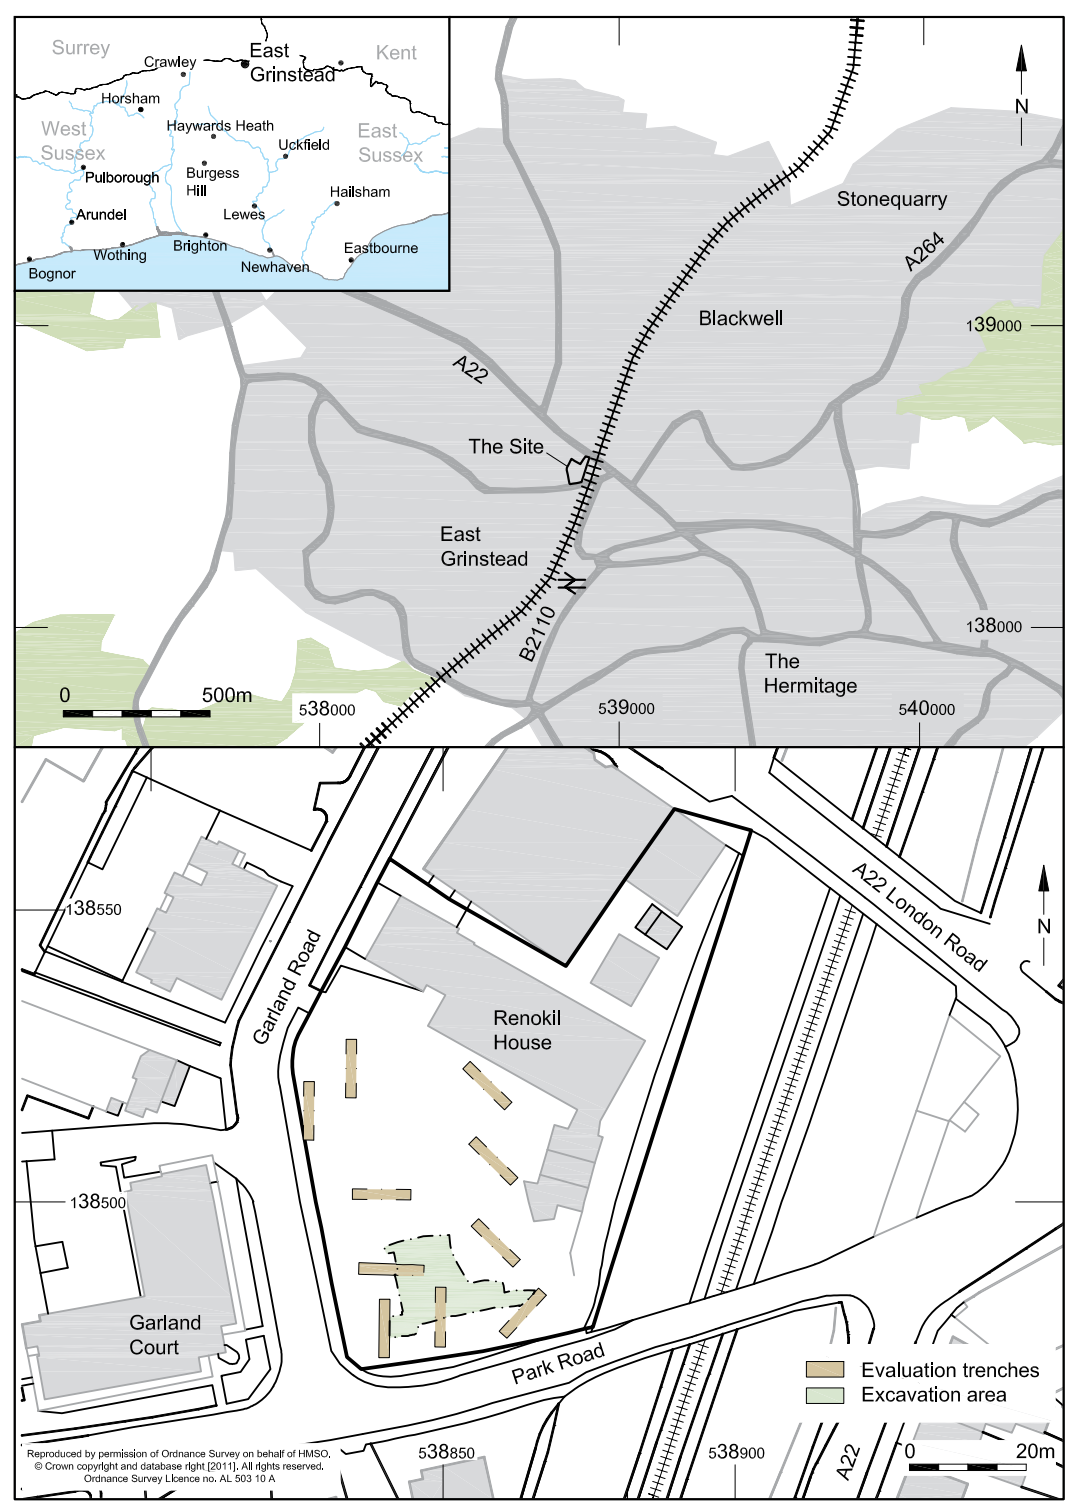 Surrey
Kent
East
Grinstead
Crawley
Horsham
West
Sussex
Haywards Heath
East
Sussex
Uckfield
Pulborough
Burgess
Hill
Hailsham
Arundel
Lewes
Wothing
Brighton
Eastbourne
Newhaven
Bognor
N
Stonequarry
A264
Blackwell
139000
A22
The Site
East
Grinstead
B2110
138000
The
Hermitage
0 500m
538000
539000
540000
A22 London Road
138550
N
Garland Road
Renokil
House
138500
Garland
Court
Park Road
Evaluation trenches
Excavation area
Reproduced by permission of Ordnance Survey on behalf of HMSO.
© Crown copyright and database right [2011]. All rights reserved.
Ordnance Survey Licence no. AL 503 10 A
538850
538900
A22
0 20m